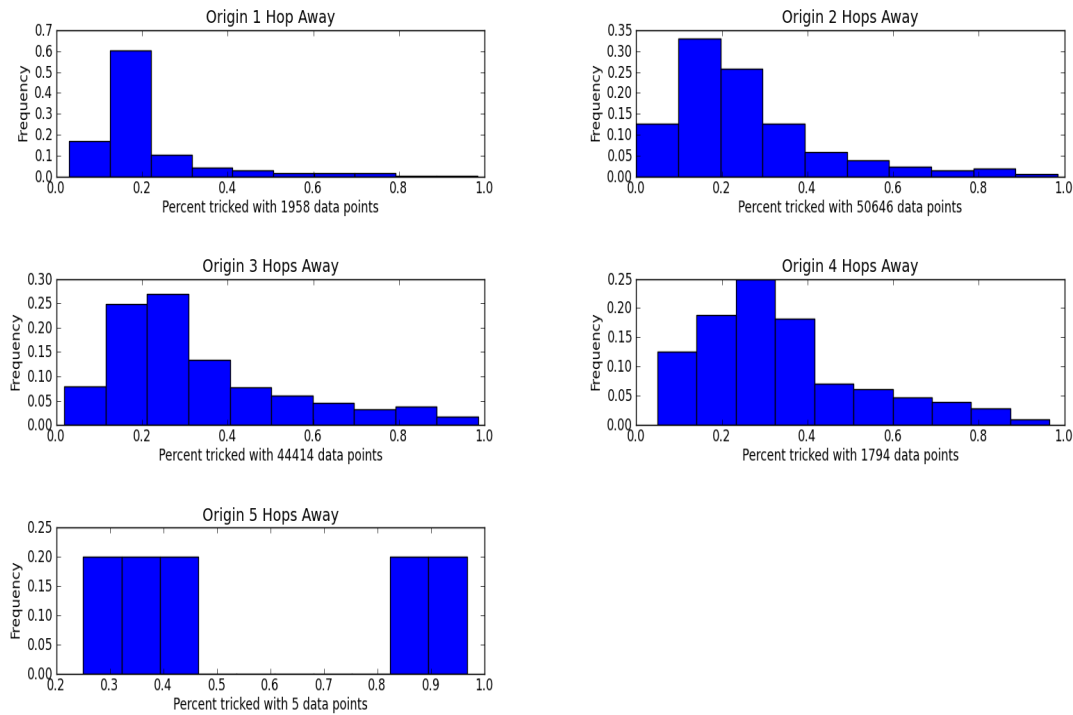 Origin 1 Hop Away
0.7
0.6
0.5
0.4
0.3
0.2
0.1
0.0
Frequency
0.0 0.2 0.4 0.6 0.8 1.0
Percent tricked with 1958 data points
Origin 2 Hops Away
0.35
0.30
0.25
0.20
0.15
0.10
0.05
0.00
Frequency
0.0 0.2 0.4 0.6 0.8 1.0
Percent tricked with 50646 data points
Origin 3 Hops Away
0.30
0.25
0.20
0.15
0.10
0.05
0.00
Frequency
0.0 0.2 0.4 0.6 0.8 1.0
Percent tricked with 44414 data points
Origin 4 Hops Away
0.25
0.20
0.15
0.10
0.05
0.00
Frequency
0.0 0.2 0.4 0.6 0.8 1.0
Percent tricked with 1794 data points
Origin 5 Hops Away
0.25
0.20
0.15
0.10
0.05
0.00
Frequency
0.2 0.3 0.4 0.5 0.6 0.7 0.8 0.9 1.0
Percent tricked with 5 data points